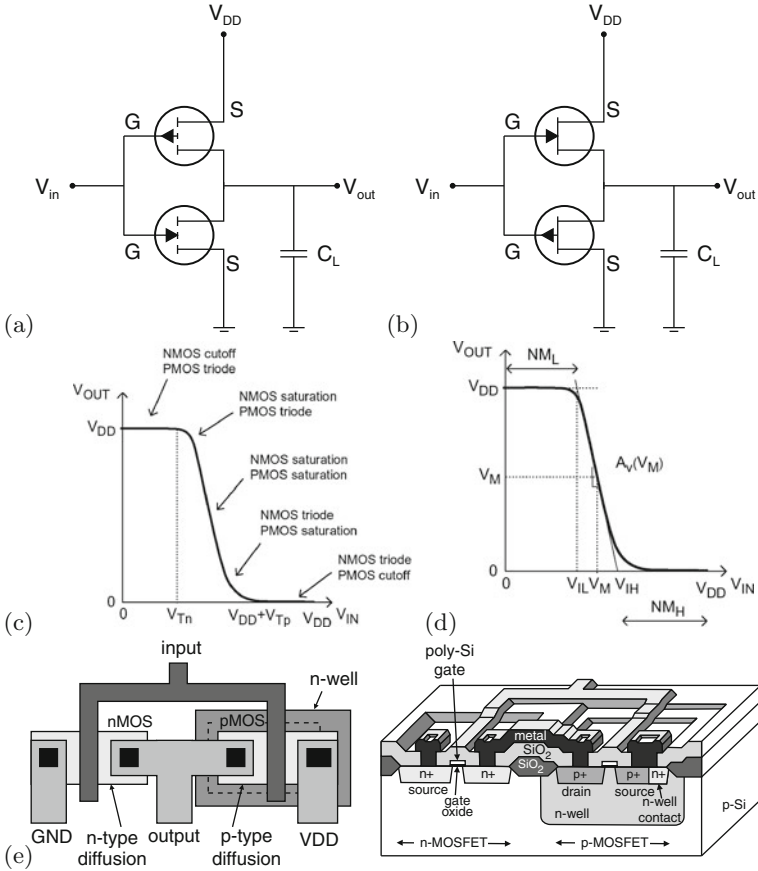 V_DD
G
S
V_in
V_out
G
S
C_L
(a)
V_DD
G
S
V_in
V_out
G
S
C_L
(b)
NMOS cutoff
PMOS triode
V_OUT
NMOS saturation
PMOS triode
V_DD
NMOS saturation
PMOS saturation
NMOS triode
PMOS saturation
NMOS triode
PMOS cutoff
0
0
V_Tn
V_DD+V_Tp
V_DD
V_IN
(c)
V_OUT
NM_L
V_DD
V_M
A_v(V_M)
0
0
V_IL
V_M
V_IH
V_DD
V_IN
NM_H
(d)
input
n-well
nMOS
pMOS
GND
n-type
diffusion
output
p-type
diffusion
VDD
(e)
poly-Si
gate
metal
SiO₂
SiO₂
n+
n+
p+
p+
n+
source
gate
oxide
drain
source
n-well
n-well
contact
p-Si
n-MOSFET
p-MOSFET